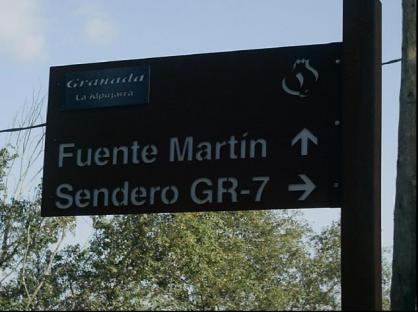 Granada
La Alpujarra
Fuente Martín ↑
Sendero GR-7 →